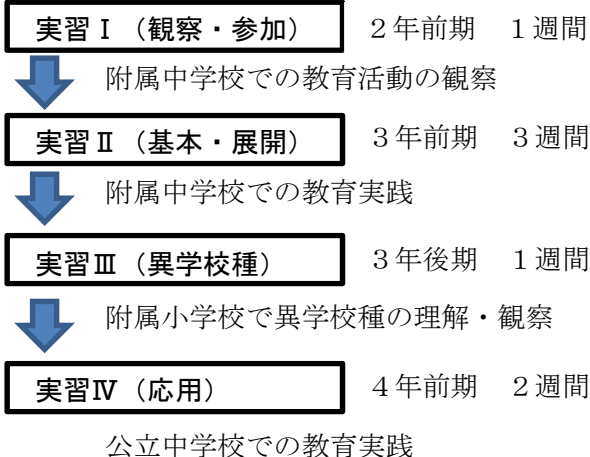 実習Ⅰ（観察・参加）　２年前期　１週間
附属中学校での教育活動の観察
実習Ⅱ（基本・展開）　３年前期　３週間
附属中学校での教育実践
実習Ⅲ（異学校種）　３年後期　１週間
附属小学校で異学校種の理解・観察
実習Ⅳ（応用）　４年前期　２週間
公立中学校での教育実践